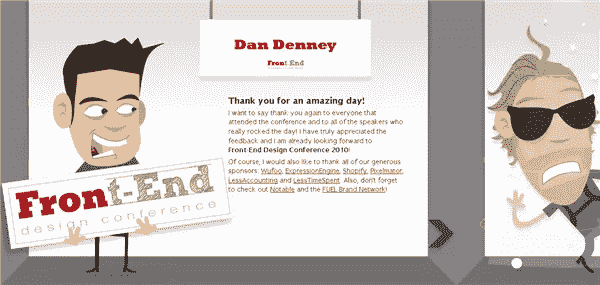 Dan Denney
Front End
Thank you for an amazing day!
I want to say thank you again to everyone that
attended the conference and to all of the speakers who
really rocked the day! I have truly appreciated the
feedback and I am already looking forward to
Front-End Design Conference 2010!
Of course, I would also like to thank all of our generous
sponsors: Wufoo, ExpressionEngine, Shopify, Pixelmator,
LessAccounting and LessTimeSpent. Also, don't forget
to check out Notable and the FUEL Brand Network!
Front-End
design conference